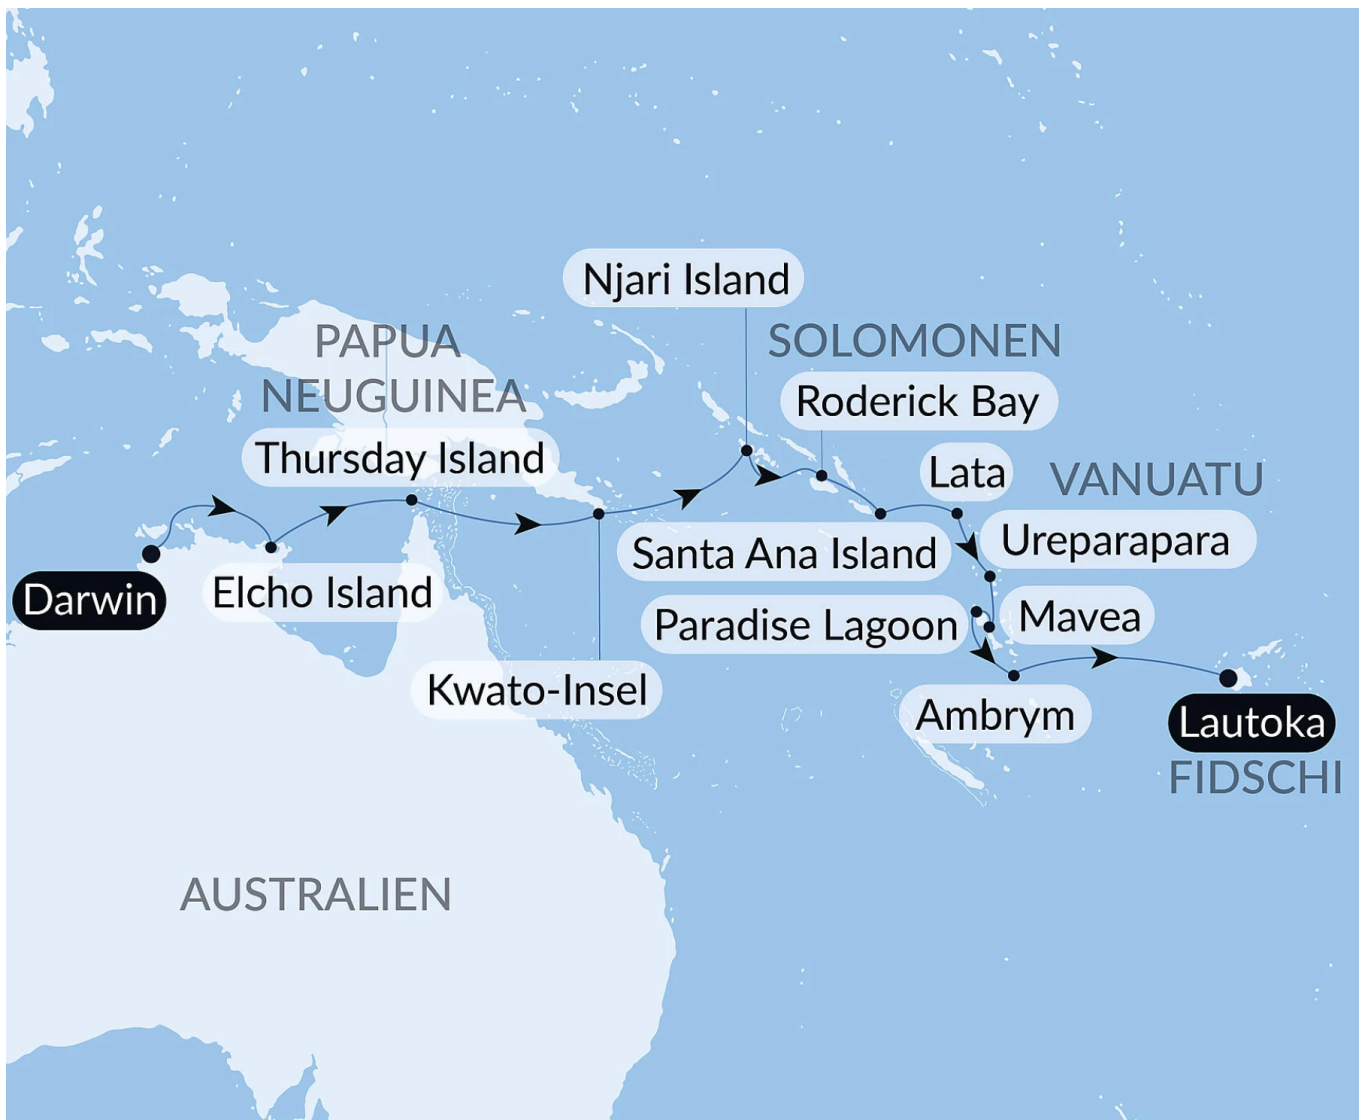 Njari Island
PAPUA
NEUGUINEA
SOLOMONEN
Roderick Bay
Thursday Island
Lata
VANUATU
Santa Ana Island
Ureparapara
Darwin
Elcho Island
Paradise Lagoon
Mavea
Kwato-Insel
Ambrym
Lautoka
FIDSCHI
AUSTRALIEN